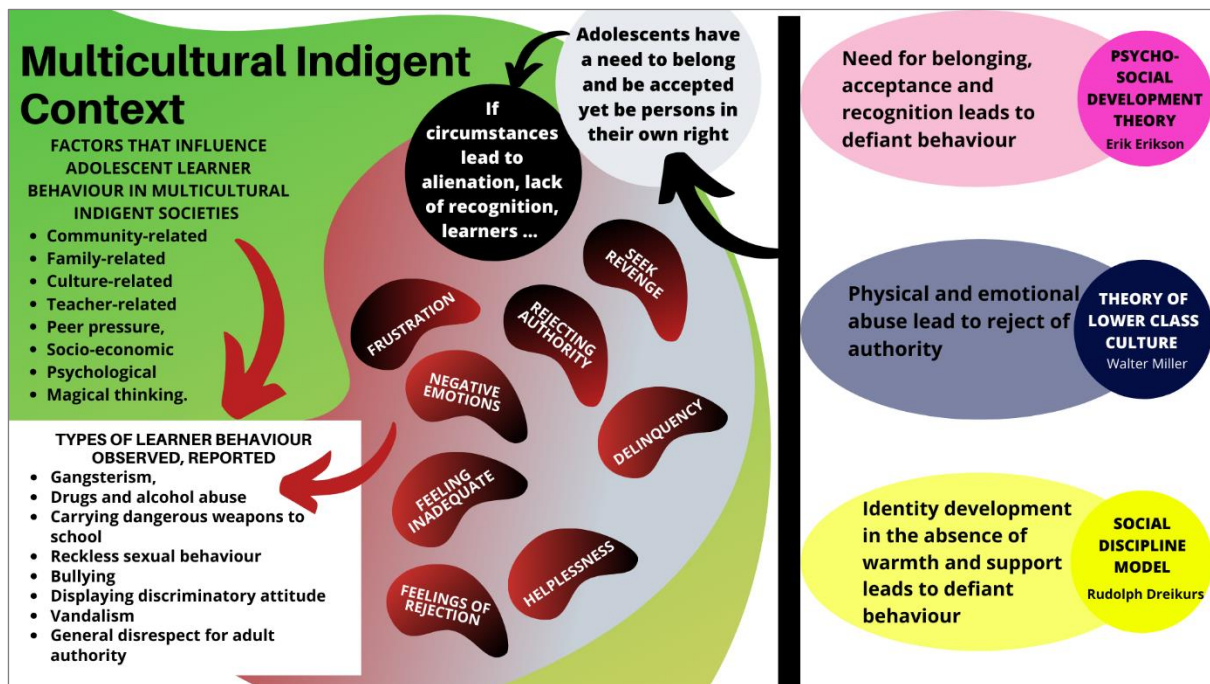 Multicultural Indigent
Context
FACTORS THAT INFLUENCE
ADOLESCENT LEARNER
BEHAVIOUR IN MULTICULTURAL
INDIGENT SOCIETIES
• Community-related
• Family-related
• Culture-related
• Teacher-related
• Peer pressure,
• Socio-economic
• Psychological
• Magical thinking.
TYPES OF LEARNER BEHAVIOUR
OBSERVED, REPORTED
• Gangsterism,
• Drugs and alcohol abuse
• Carrying dangerous weapons to
school
• Reckless sexual behaviour
• Bullying
• Displaying discriminatory attitude
• Vandalism
• General disrespect for adult
authority
If
circumstances
lead to
alienation, lack
of recognition,
learners ...
Adolescents have
a need to belong
and be accepted
yet be persons in
their own right
SEEK
REVENGE
FRUSTRATION
REJECTING
AUTHORITY
NEGATIVE
EMOTIONS
DELINQUENCY
FEELING
INADEQUATE
HELPLESSNESS
FEELINGS OF
REJECTION
Need for belonging,
acceptance and
recognition leads to
defiant behaviour
PSYCHO-
SOCIAL
DEVELOPMENT
THEORY
Erik Erikson
Physical and emotional
abuse lead to reject of
authority
THEORY OF
LOWER CLASS
CULTURE
Walter Miller
Identity development
in the absence of
warmth and support
leads to defiant
behaviour
SOCIAL
DISCIPLINE
MODEL
Rudolph Dreikurs